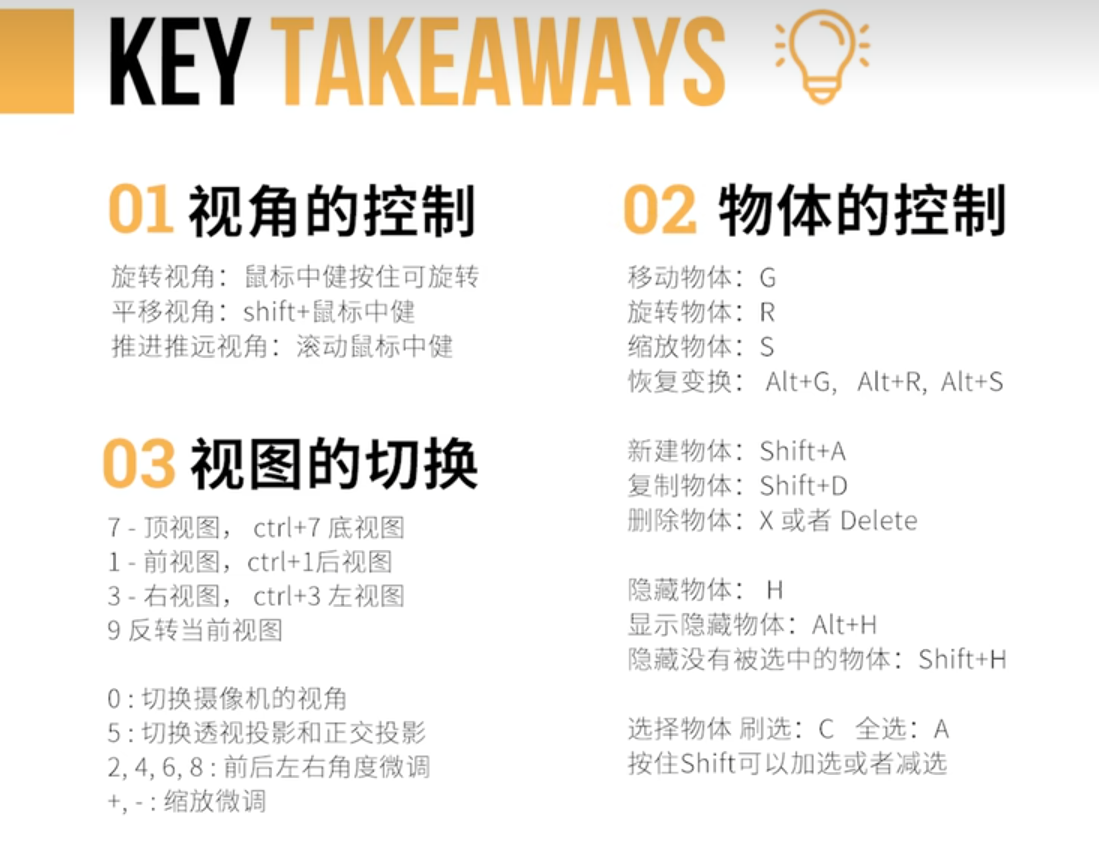 KEY TAKEAWAYS
01 视角的控制
旋转视角：鼠标中健按住可旋转
平移视角：shift+鼠标中健
推进推远视角：滚动鼠标中健
02 物体的控制
移动物体：G
旋转物体：R
缩放物体：S
恢复变换： Alt+G, Alt+R, Alt+S
新建物体：Shift+A
复制物体：Shift+D
删除物体：X 或者 Delete
隐藏物体： H
显示隐藏物体：Alt+H
隐藏没有被选中的物体：Shift+H
选择物体 刷选：C 全选：A
按住Shift可以加选或者减选
03 视图的切换
7 - 顶视图， ctrl+7 底视图
1 - 前视图，ctrl+1后视图
3 - 右视图， ctrl+3 左视图
9 反转当前视图
0 : 切换摄像机的视角
5 : 切换透视投影和正交投影
2, 4, 6, 8 : 前后左右角度微调
+, - : 缩放微调